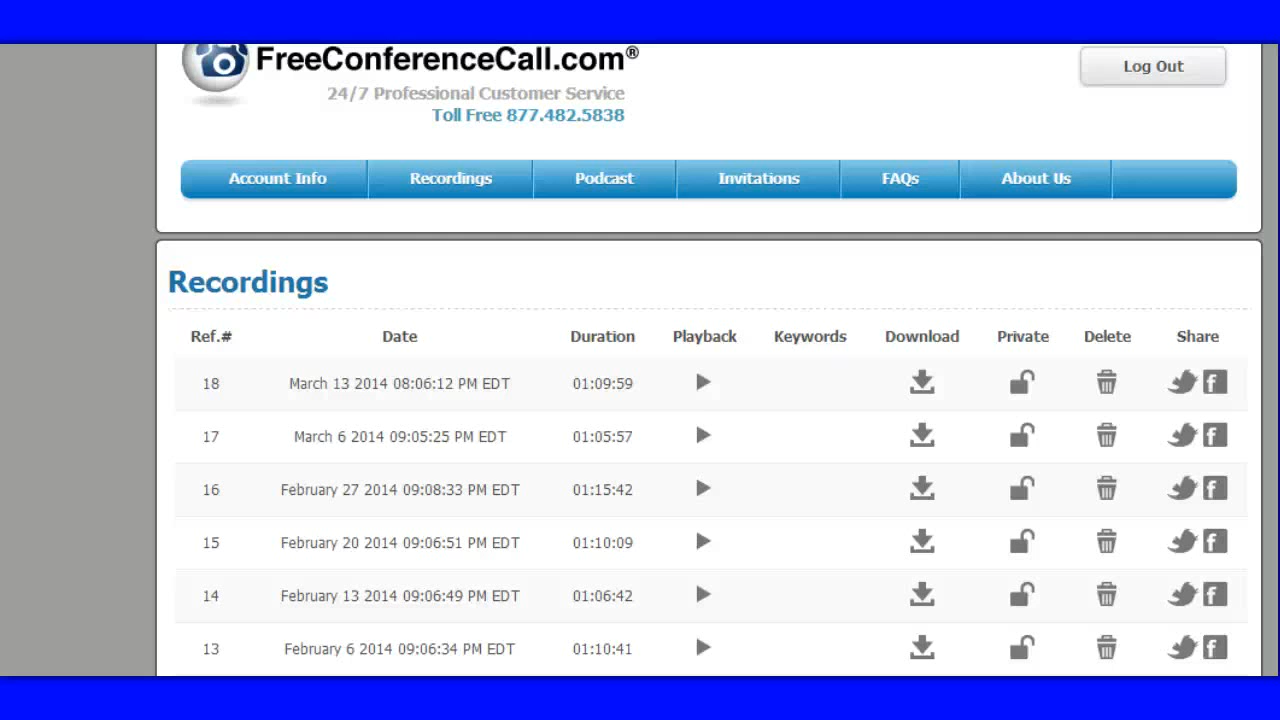 FreeConferenceCall.com®
Log Out
24/7 Professional Customer Service
Toll Free 877.482.5838
Account Info Recordings Podcast Invitations FAQs About Us
Recordings
Ref.# Date Duration Playback Keywords Download Private Delete Share
18 March 13 2014 08:06:12 PM EDT 01:09:59
17 March 6 2014 09:05:25 PM EDT 01:05:57
16 February 27 2014 09:08:33 PM EDT 01:15:42
15 February 20 2014 09:06:51 PM EDT 01:10:09
14 February 13 2014 09:06:49 PM EDT 01:06:42
13 February 6 2014 09:06:34 PM EDT 01:10:41